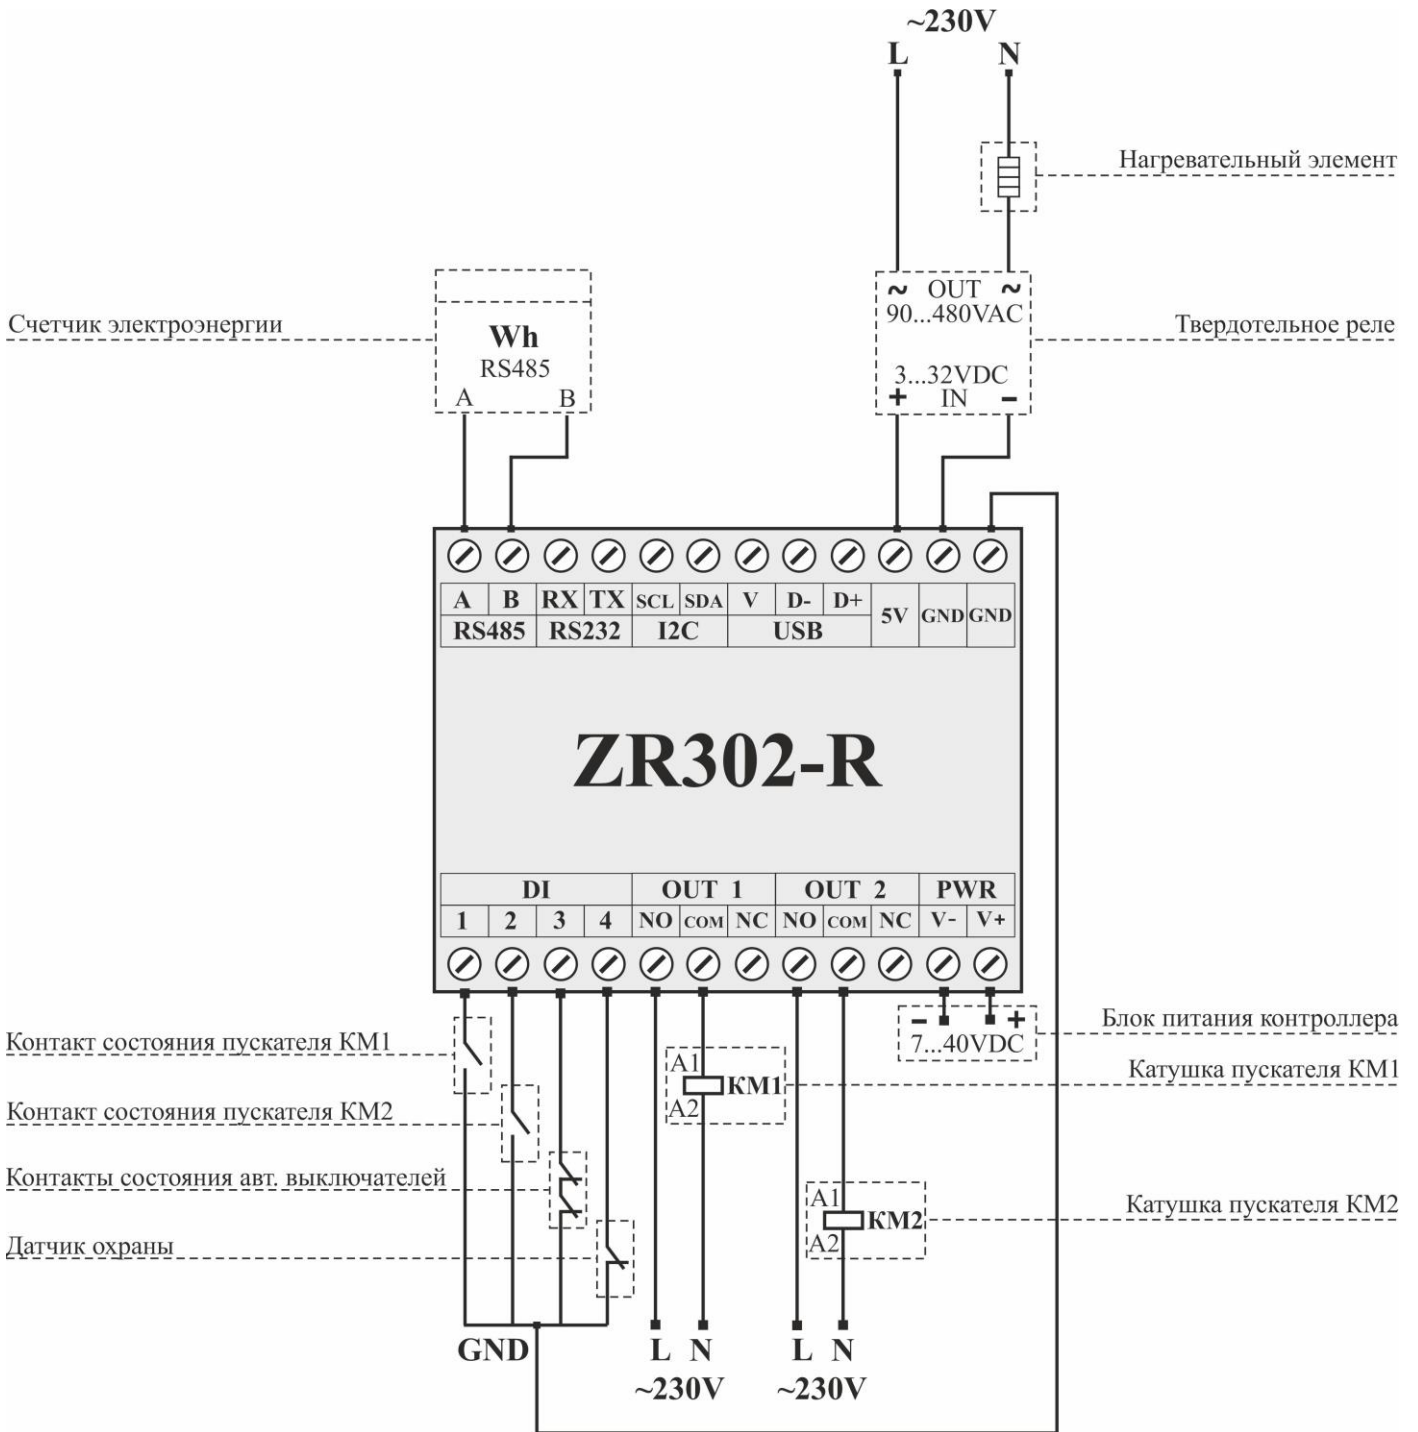 ~230V
L N
Нагревательный элемент
~ OUT ~
90...480VAC
Счетчик электроэнергии
Wh
Твердотельное реле
RS485
3...32VDC
A B
+ IN -
A B RX TX SCL SDA V D- D+ 5V GND GND
RS485 RS232 I2C USB
ZR302-R
DI OUT 1 OUT 2 PWR
1 2 3 4 NO COM NC NO COM NC V- V+
- +
Блок питания контроллера
7...40VDC
Контакт состояния пускателя КМ1
A1
КМ1
A2
Катушка пускателя КМ1
Контакт состояния пускателя КМ2
Контакты состояния авт. выключателей
A1
КМ2
A2
Катушка пускателя КМ2
Датчик охраны
GND L N L N
~230V ~230V